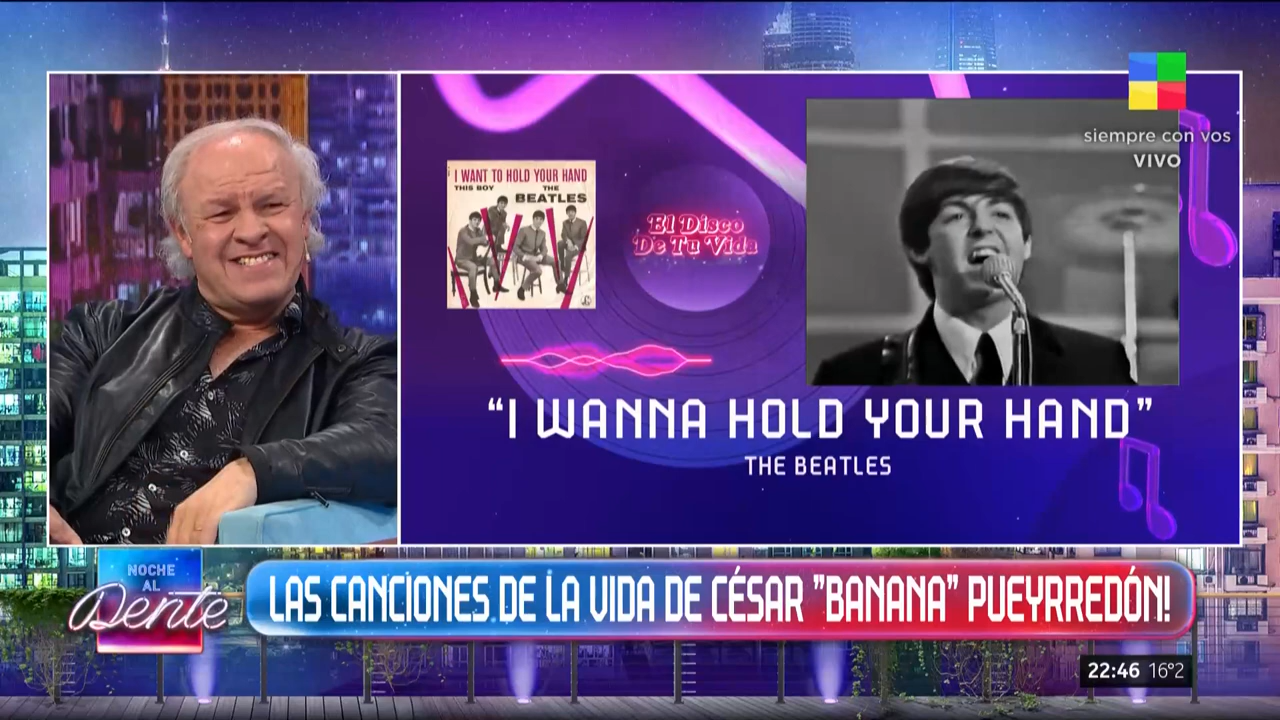 siempre con vos
VIVO
I WANT TO HOLD YOUR HAND
THIS BOY
THE
BEATLES
El Disco
De Tu Vida
“I WANNA HOLD YOUR HAND”
THE BEATLES
NOCHE
AL
Dente
LAS CANCIONES DE LA VIDA DE CÉSAR "BANANA" PUEYRREDÓN!
22:46 16°2